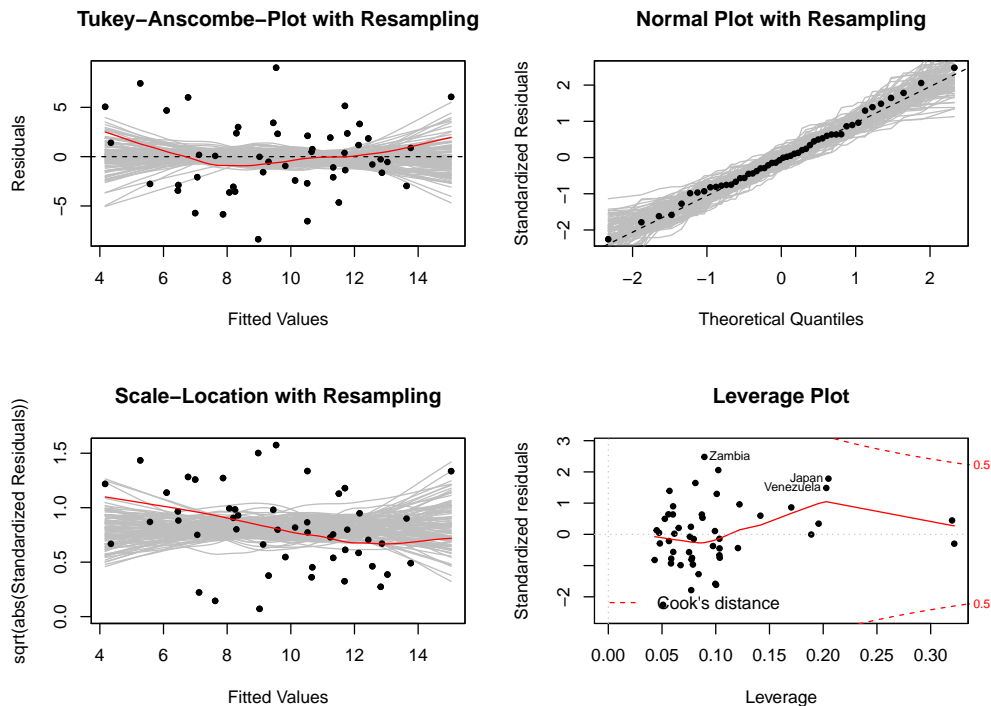 Tukey−Anscombe−Plot with Resampling
Residuals
5
0
−5
4 6 8 10 12 14
Fitted Values
Normal Plot with Resampling
Standardized Residuals
2
1
0
−1
−2
−2 −1 0 1 2
Theoretical Quantiles
Scale−Location with Resampling
sqrt(abs(Standardized Residuals))
1.5
1.0
0.5
0.0
4 6 8 10 12 14
Fitted Values
Leverage Plot
Standardized residuals
3
2
1
0
−2
Zambia
Japan
Venezuela
0.5
Cook's distance
0.5
0.00 0.05 0.10 0.15 0.20 0.25 0.30
Leverage